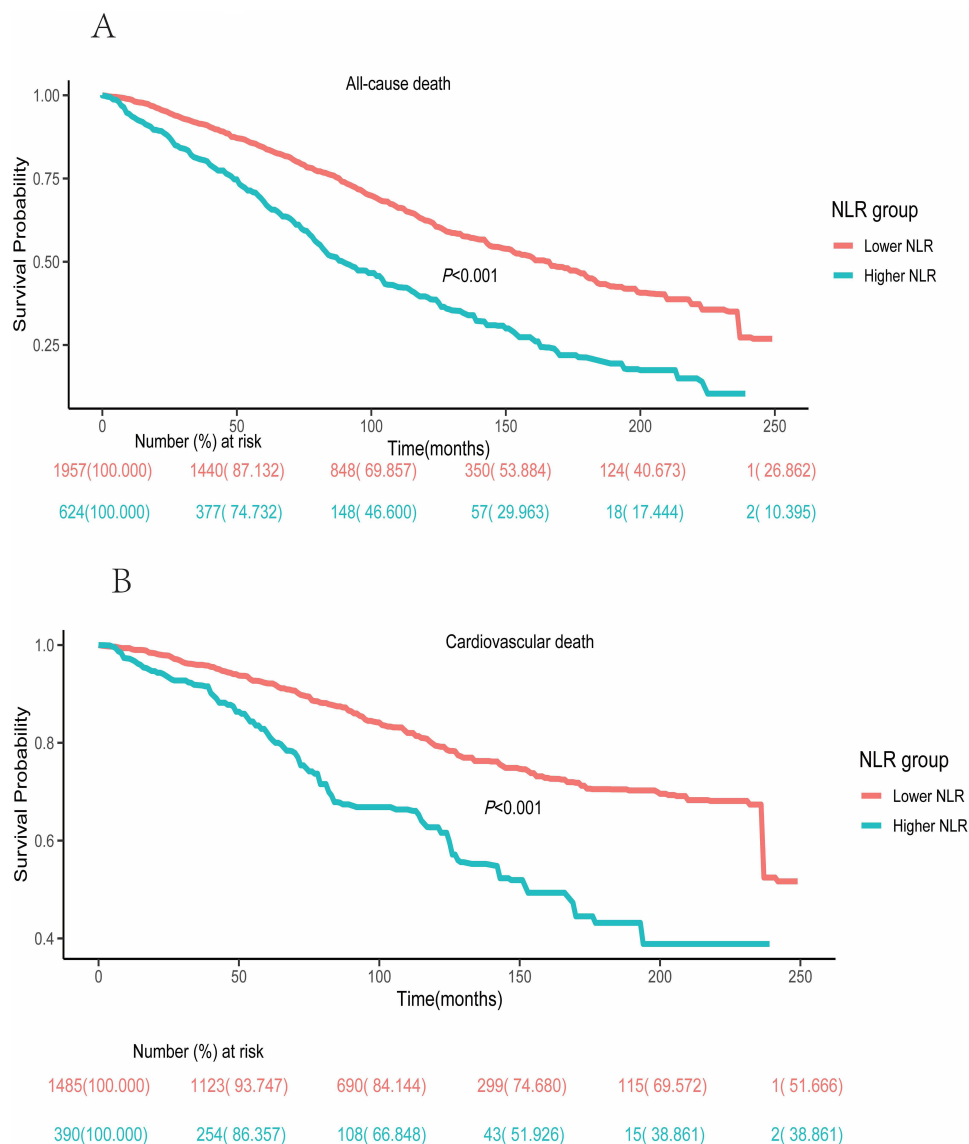 A
All-cause death
Survival Probability
1.00
0.75
0.50
0.25
P<0.001
NLR group
Lower NLR
Higher NLR
0 50 100 150 200 250
Number (%) at risk
Time(months)
1957(100.000) 1440( 87.132) 848( 69.857) 350( 53.884) 124( 40.673) 1( 26.862)
624(100.000) 377( 74.732) 148( 46.600) 57( 29.963) 18( 17.444) 2( 10.395)
B
Cardiovascular death
Survival Probability
1.0
0.8
0.6
0.4
P<0.001
NLR group
Lower NLR
Higher NLR
0 50 100 150 200 250
Time(months)
Number (%) at risk
1485(100.000) 1123( 93.747) 690( 84.144) 299( 74.680) 115( 69.572) 1( 51.666)
390(100.000) 254( 86.357) 108( 66.848) 43( 51.926) 15( 38.861) 2( 38.861)